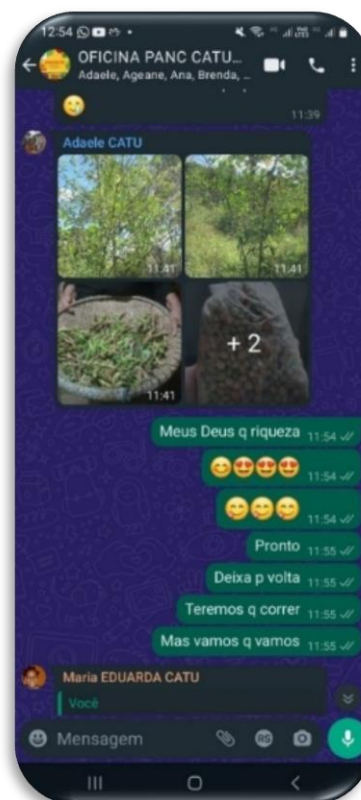 12:54
OFICINA PANC CATU...
Adaele, Ageane, Ana, Brenda, ...
11:39
Adaele CATU
11:41
11:41
11:41
+ 2
Meus Deus q riqueza 11:54
11:54
11:54
Pronto 11:55
Deixa p volta 11:55
Teremos q correr 11:55
Mas vamos q vamos 11:55
Maria EDUARDA CATU
Você
Mensagem